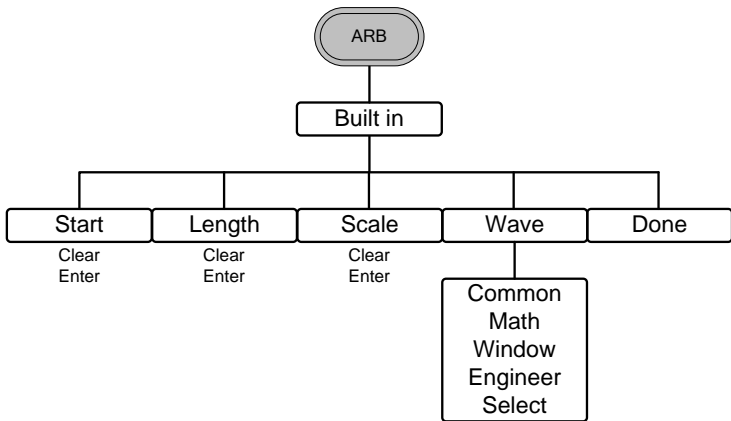 ARB
Built in
Start
Clear
Enter
Length
Clear
Enter
Scale
Clear
Enter
Wave
Common
Math
Window
Engineer
Select
Done